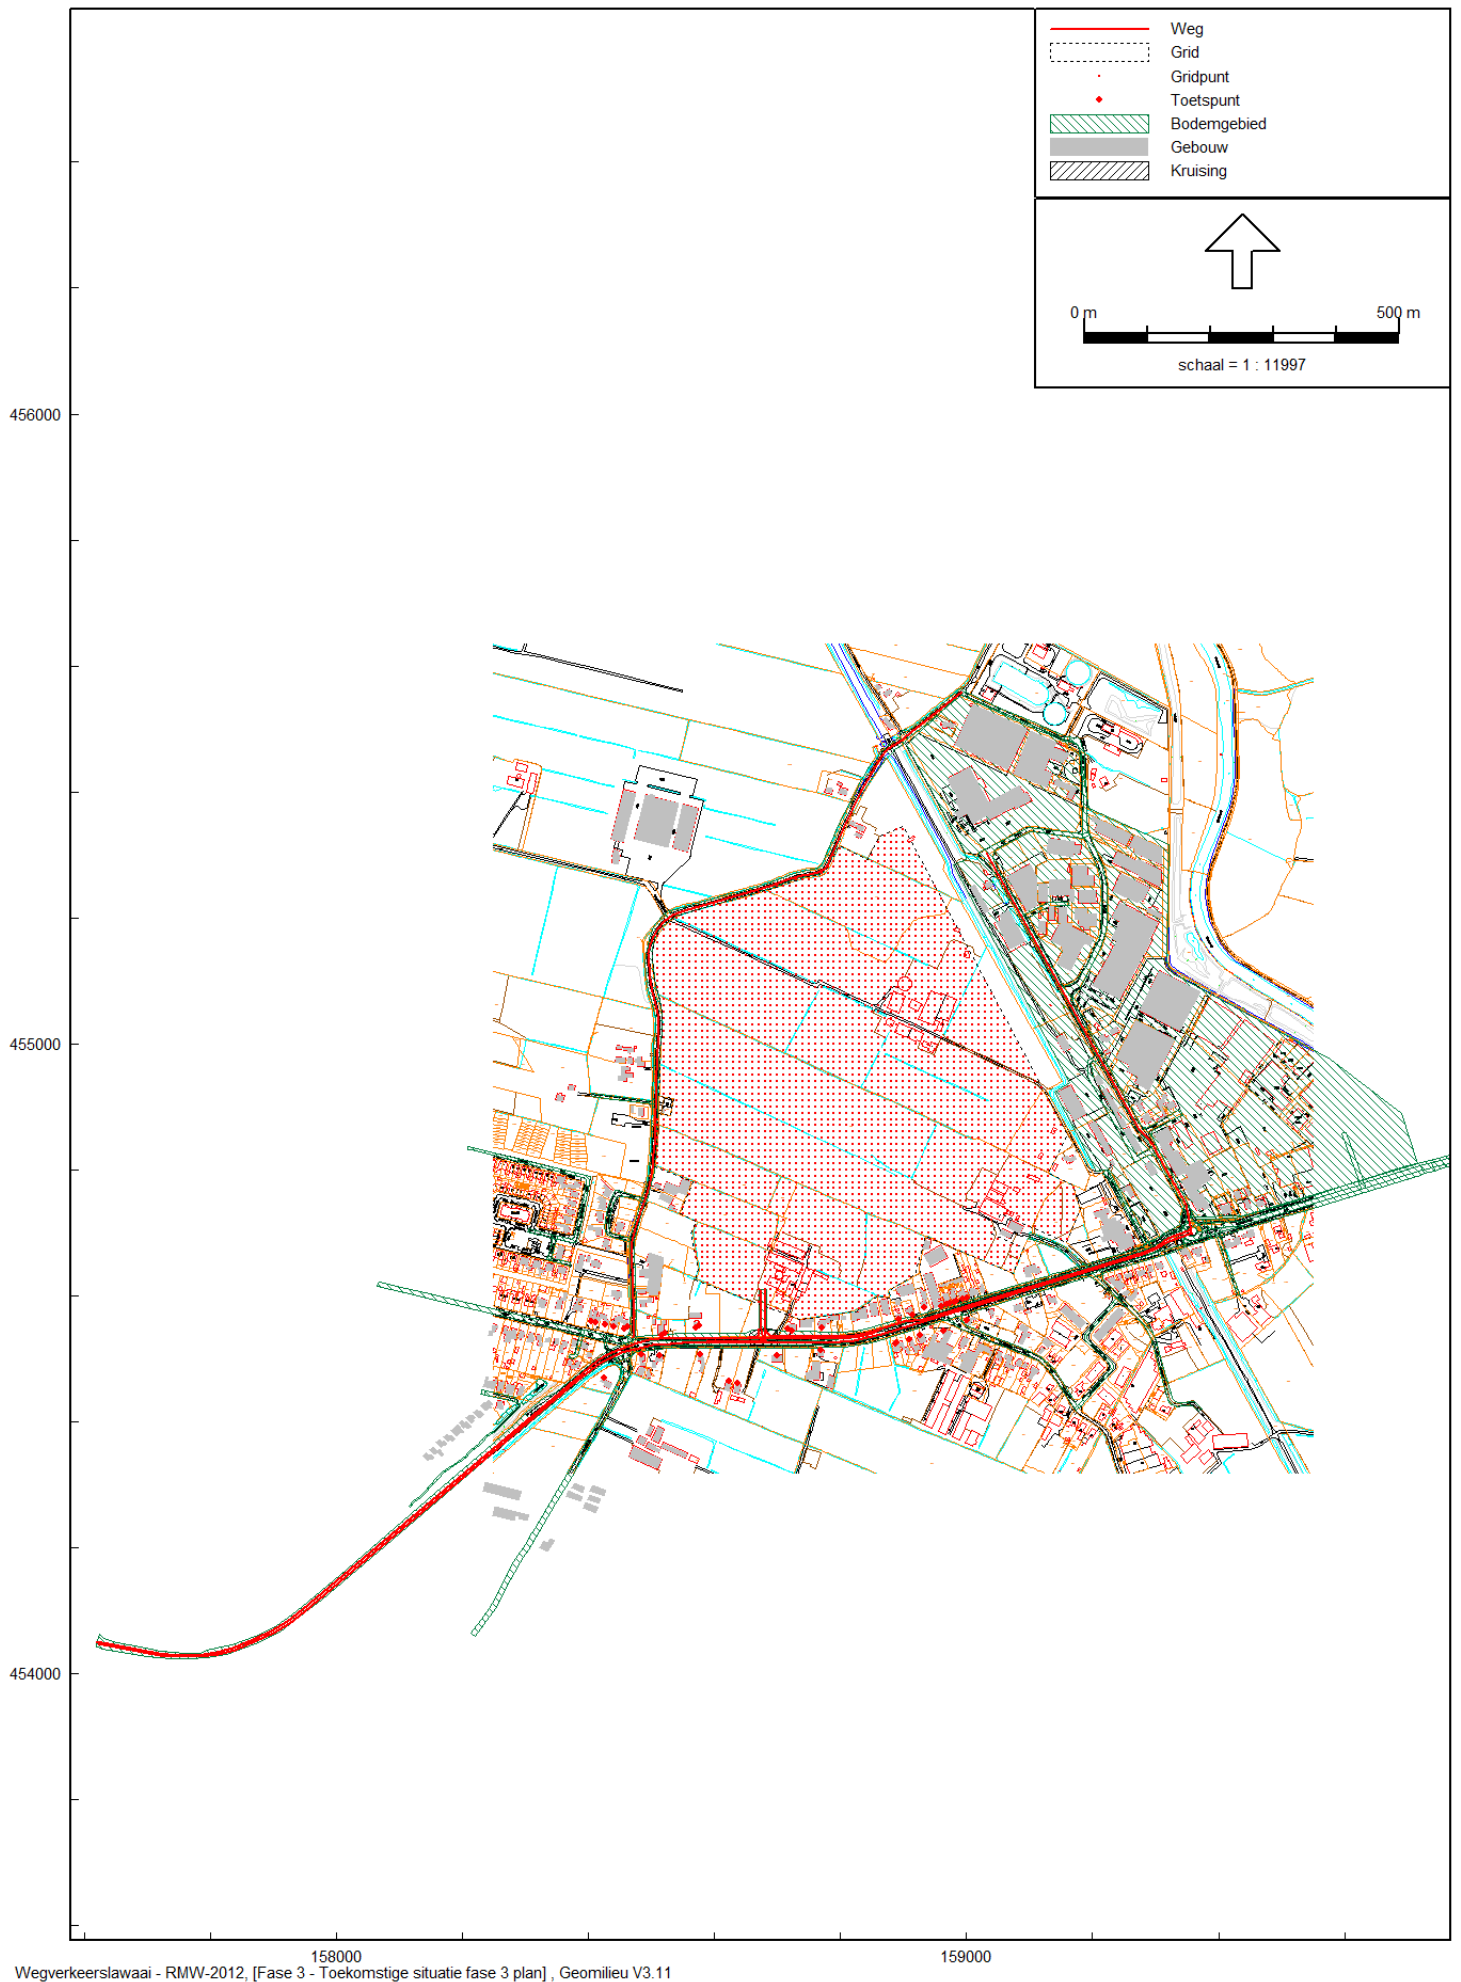 Weg
Grid
Gridpunt
Toetspunt
Bodemgebied
Gebouw
Kruising
0 m 500 m
schaal = 1 : 11997
456000
455000
454000
158000 159000
Wegverkeerslawaai - RMW-2012, [Fase 3 - Toekomstige situatie fase 3 plan] , Geomilieu V3.11